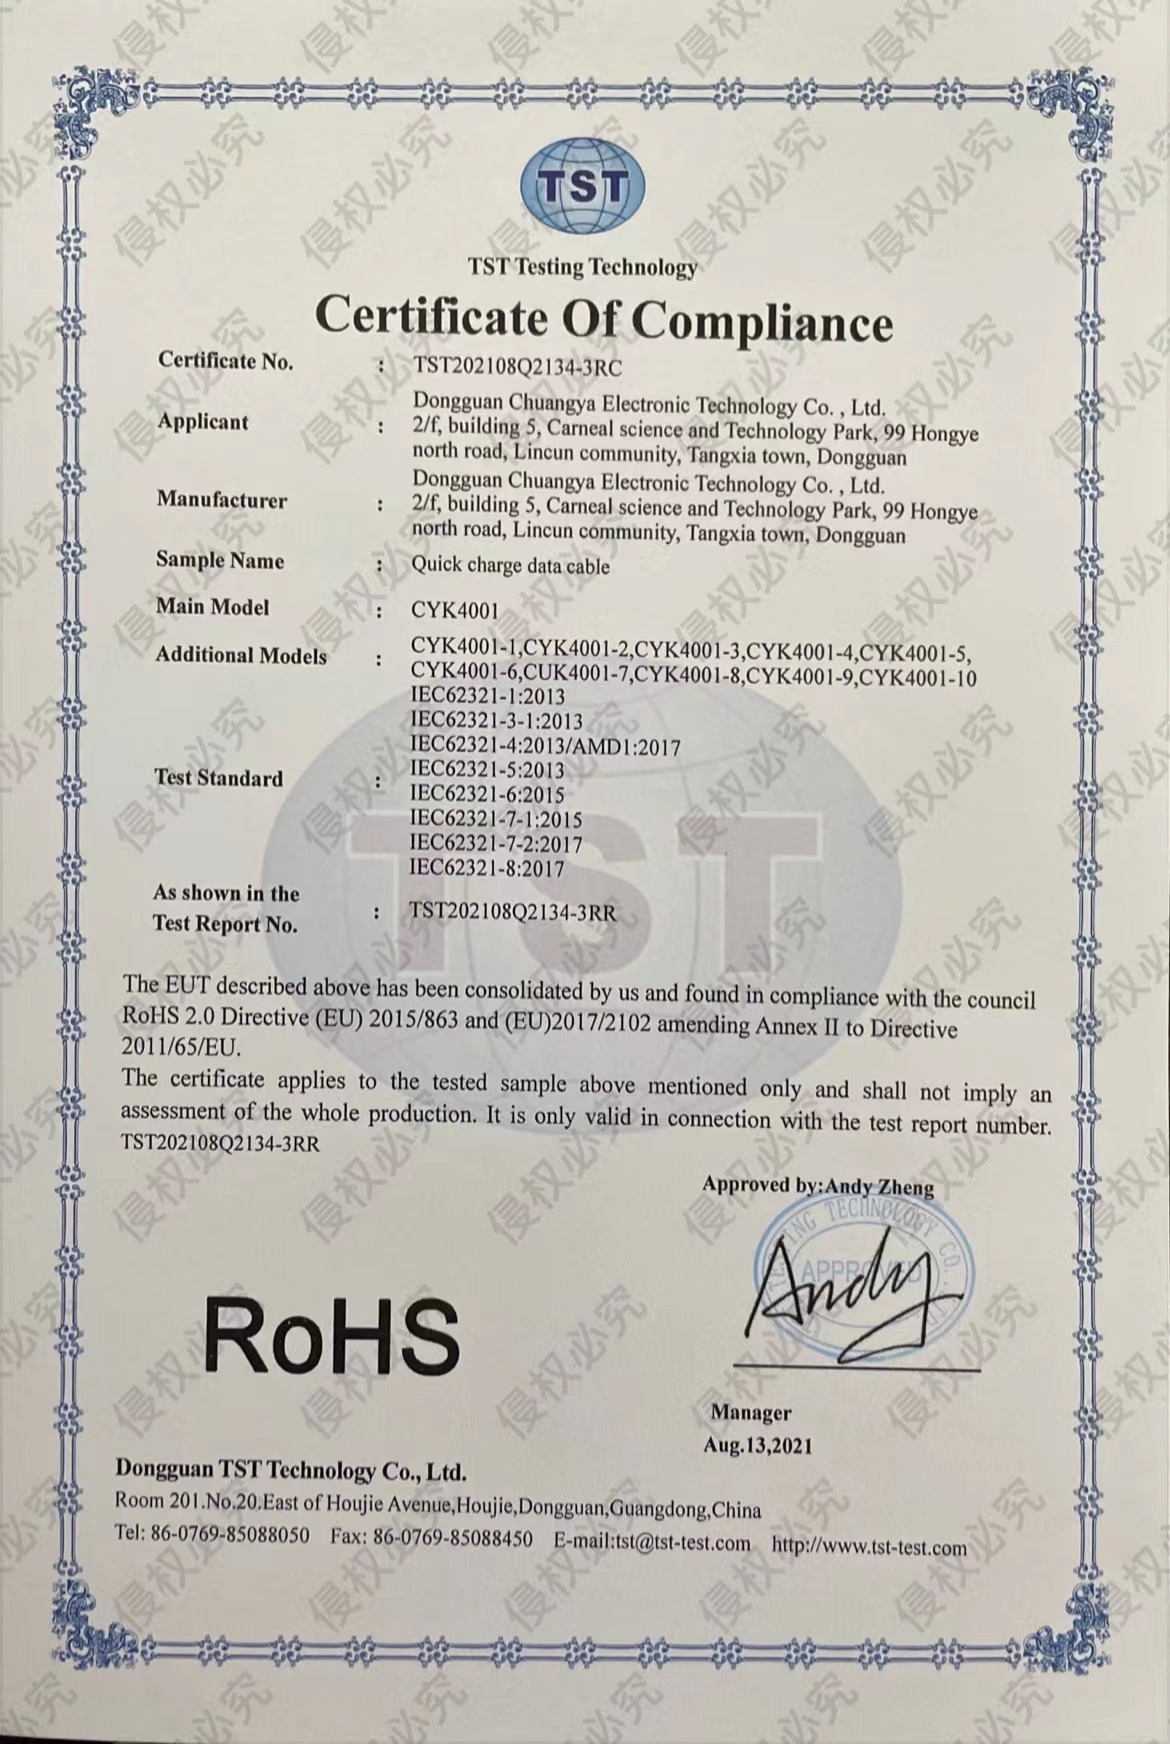 TST
TST Testing Technology
Certificate Of Compliance
Certificate No. : TST202108Q2134-3RC
Applicant : Dongguan Chuangya Electronic Technology Co. , Ltd.
2/f, building 5, Carneal science and Technology Park, 99 Hongye
north road, Lincun community, Tangxia town, Dongguan
Manufacturer : Dongguan Chuangya Electronic Technology Co. , Ltd.
2/f, building 5, Carneal science and Technology Park, 99 Hongye
north road, Lincun community, Tangxia town, Dongguan
Sample Name : Quick charge data cable
Main Model : CYK4001
Additional Models : CYK4001-1,CYK4001-2,CYK4001-3,CYK4001-4,CYK4001-5,
CYK4001-6,CUK4001-7,CYK4001-8,CYK4001-9,CYK4001-10
Test Standard : IEC62321-1:2013
IEC62321-3-1:2013
IEC62321-4:2013/AMD1:2017
IEC62321-5:2013
IEC62321-6:2015
IEC62321-7-1:2015
IEC62321-7-2:2017
IEC62321-8:2017
As shown in the
Test Report No. : TST202108Q2134-3RR
The EUT described above has been consolidated by us and found in compliance with the council
RoHS 2.0 Directive (EU) 2015/863 and (EU)2017/2102 amending Annex II to Directive
2011/65/EU.
The certificate applies to the tested sample above mentioned only and shall not imply an
assessment of the whole production. It is only valid in connection with the test report number.
TST202108Q2134-3RR
Approved by:Andy Zheng
TESTING TECHNOLOGY CO.
APPROVED
Andy
RoHS
Manager
Aug.13,2021
Dongguan TST Technology Co., Ltd.
Room 201.No.20.East of Houjie Avenue,Houjie,Dongguan,Guangdong,China
Tel: 86-0769-85088050 Fax: 86-0769-85088450 E-mail:tst@tst-test.com http://www.tst-test.com
TST
侵权必究